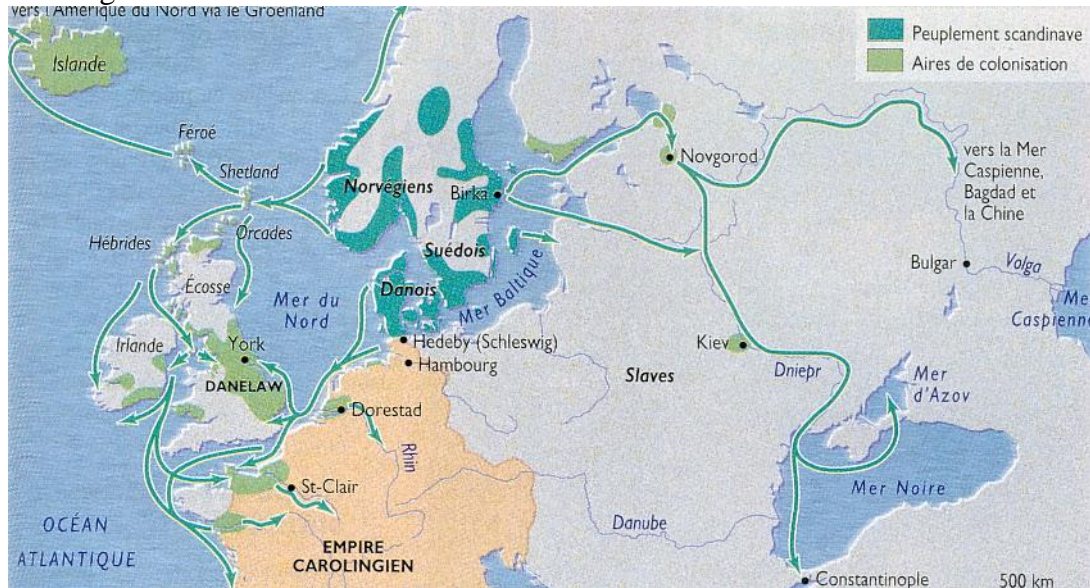 vers l'Amérique du Nord via le Groenland
Peuplement scandinave
Aires de colonisation
Islande
Féroé
Shetland
Orcades
Hébrides
Écosse
Irlande
Mer du
Nord
York
DANELAW
Norvégiens
Birka
Suédois
Danois
Mer Baltique
Hedeby (Schleswig)
Hambourg
Dorestad
Rhin
St-Clair
EMPIRE
CAROLINGIEN
OCÉAN
ATLANTIQUE
Novgorod
vers la Mer
Caspienne,
Bagdad et
la Chine
Bulgar
Volga
Me
Caspienn
Kiev
Dniepr
Slaves
Mer
d'Azov
Mer Noire
Danube
Constantinople
500 km